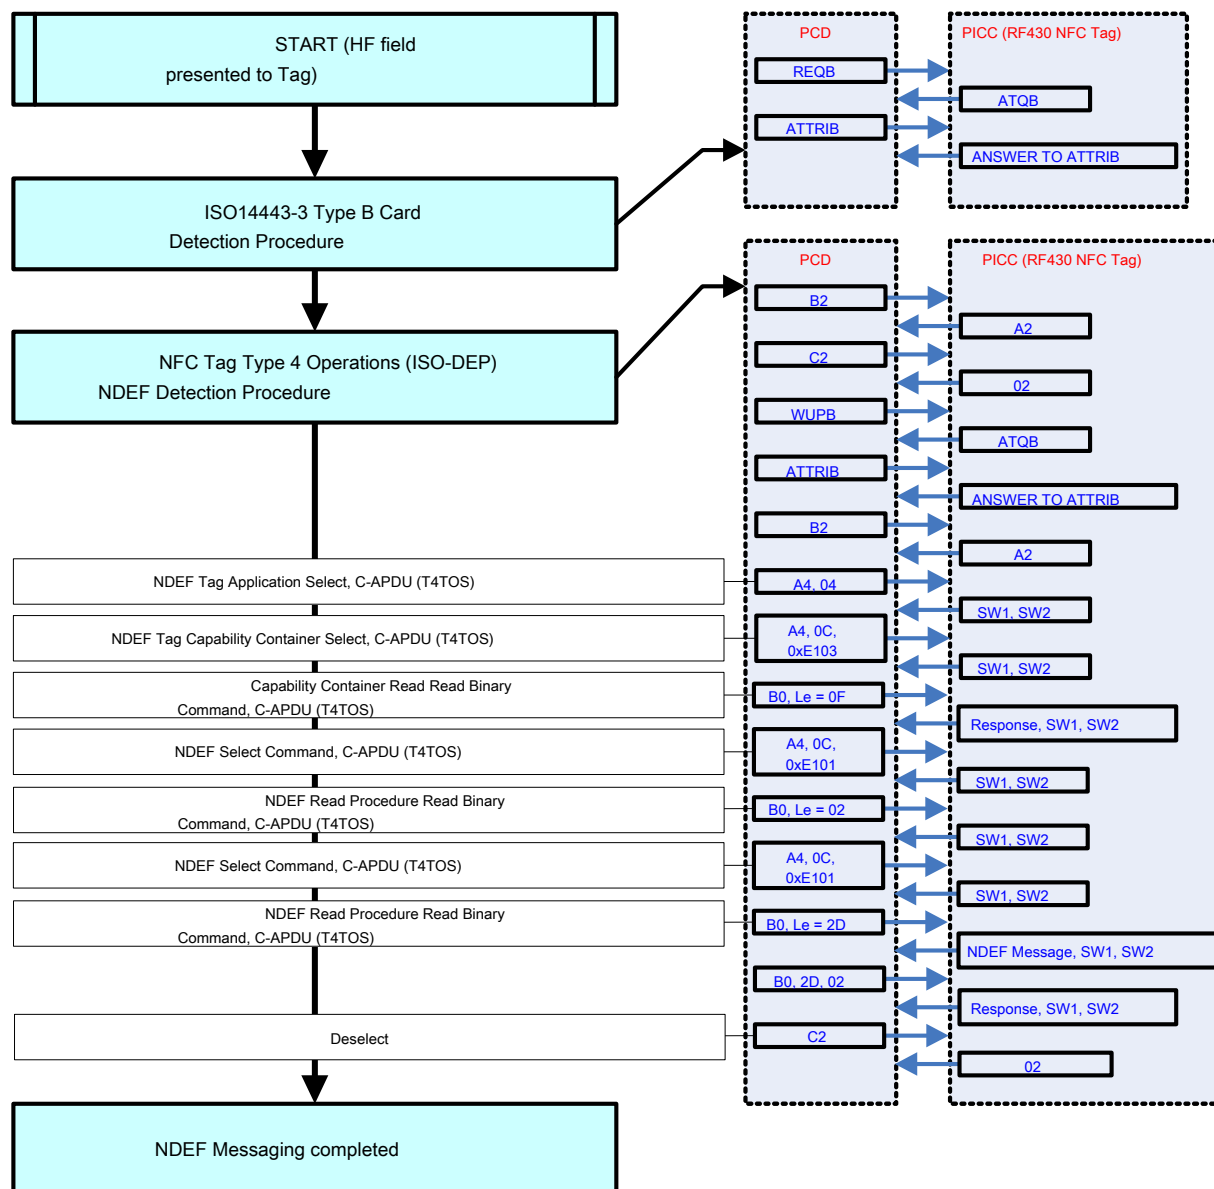 START (HF field
presented to Tag)
ISO14443-3 Type B Card
Detection Procedure
NFC Tag Type 4 Operations (ISO-DEP)
NDEF Detection Procedure
NDEF Tag Application Select, C-APDU (T4TOS)
NDEF Tag Capability Container Select, C-APDU (T4TOS)
Capability Container Read Read Binary
Command, C-APDU (T4TOS)
NDEF Select Command, C-APDU (T4TOS)
NDEF Read Procedure Read Binary
Command, C-APDU (T4TOS)
NDEF Select Command, C-APDU (T4TOS)
NDEF Read Procedure Read Binary
Command, C-APDU (T4TOS)
Deselect
NDEF Messaging completed
PCD
PICC (RF430 NFC Tag)
REQB
ATQB
ATTRIB
ANSWER TO ATTRIB
PCD
PICC (RF430 NFC Tag)
B2
A2
C2
02
WUPB
ATQB
ATTRIB
ANSWER TO ATTRIB
B2
A2
A4, 04
SW1, SW2
A4, 0C,
0xE103
SW1, SW2
B0, Le = 0F
Response, SW1, SW2
A4, 0C,
0xE101
SW1, SW2
B0, Le = 02
SW1, SW2
A4, 0C,
0xE101
SW1, SW2
B0, Le = 2D
NDEF Message, SW1, SW2
B0, 2D, 02
Response, SW1, SW2
C2
02